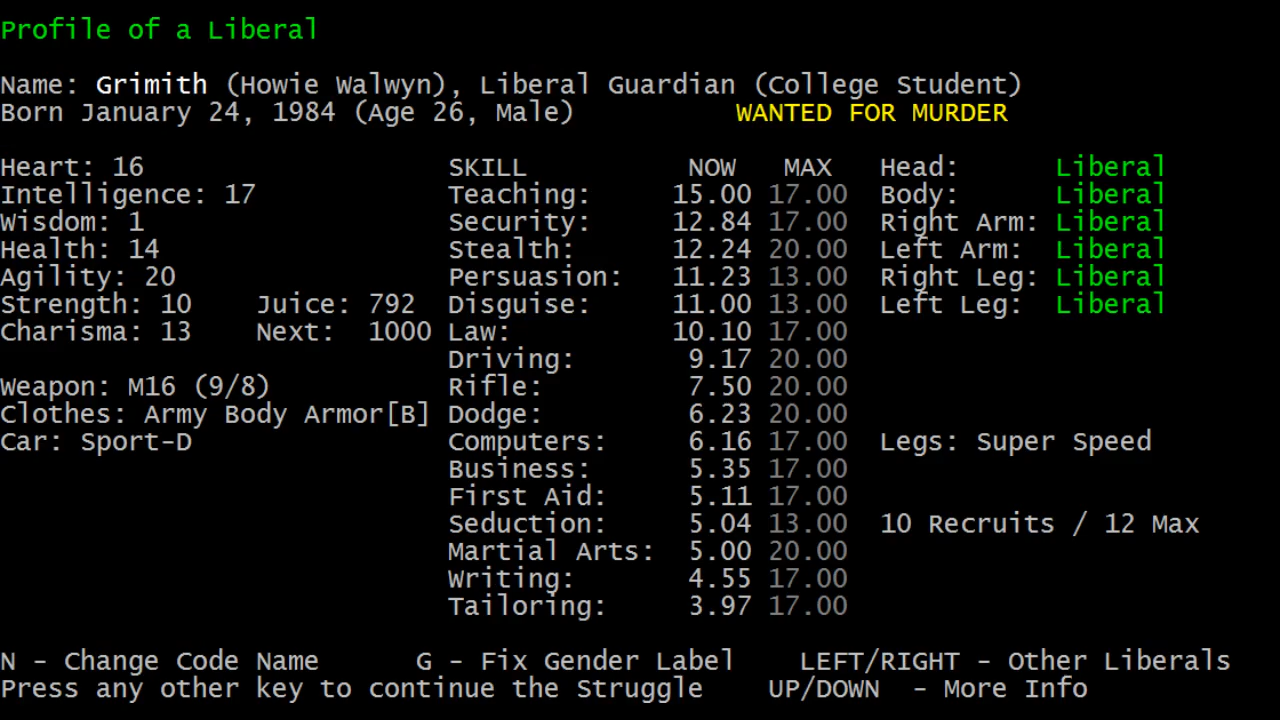 Profile of a Liberal
Name: Grimith (Howie Walwyn), Liberal Guardian (College Student)
Born January 24, 1984 (Age 26, Male) WANTED FOR MURDER
Heart: 16 SKILL NOW MAX Head: Liberal
Intelligence: 17 Teaching: 15.00 17.00 Body: Liberal
Wisdom: 1 Security: 12.84 17.00 Right Arm: Liberal
Health: 14 Stealth: 12.24 20.00 Left Arm: Liberal
Agility: 20 Persuasion: 11.23 13.00 Right Leg: Liberal
Strength: 10 Juice: 792 Disguise: 11.00 13.00 Left Leg: Liberal
Charisma: 13 Next: 1000 Law: 10.10 17.00
Driving: 9.17 20.00
Weapon: M16 (9/8) Rifle: 7.50 20.00
Clothes: Army Body Armor[B] Dodge: 6.23 20.00
Car: Sport-D Computers: 6.16 17.00 Legs: Super Speed
Business: 5.35 17.00
First Aid: 5.11 17.00
Seduction: 5.04 13.00 10 Recruits / 12 Max
Martial Arts: 5.00 20.00
Writing: 4.55 17.00
Tailoring: 3.97 17.00
N - Change Code Name G - Fix Gender Label LEFT/RIGHT - Other Liberals
Press any other key to continue the Struggle UP/DOWN - More Info